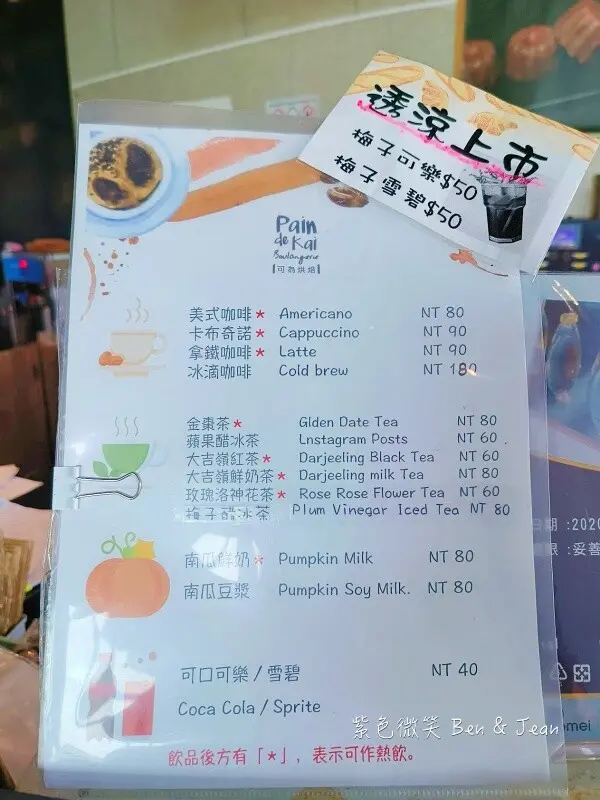 透涼上市
梅子可樂$50
梅子雪碧$50
Pain
de Kai
Boulangerie
【可為烘焙】
美式咖啡* Americano NT 80
卡布奇諾* Cappuccino NT 90
拿鐵咖啡* Latte NT 90
冰滴咖啡 Cold brew NT 180
金棗茶* Glden Date Tea NT 80
蘋果醋冰茶 Lnstagram Posts NT 60
大吉嶺紅茶* Darjeeling Black Tea NT 60
大吉嶺鮮奶茶* Darjeeling milk Tea NT 80
玫瑰洛神花茶* Rose Rose Flower Tea NT 60
梅子醋冰茶 Plum Vinegar Iced Tea NT 80
南瓜鮮奶* Pumpkin Milk NT 80
南瓜豆漿 Pumpkin Soy Milk. NT 80
可口可樂/雪碧 NT 40
Coca Cola / Sprite
飲品後方有「*」, 表示可作熱飲。
日期:2020
限:妥善
emei
紫色微笑 Ben & Jean